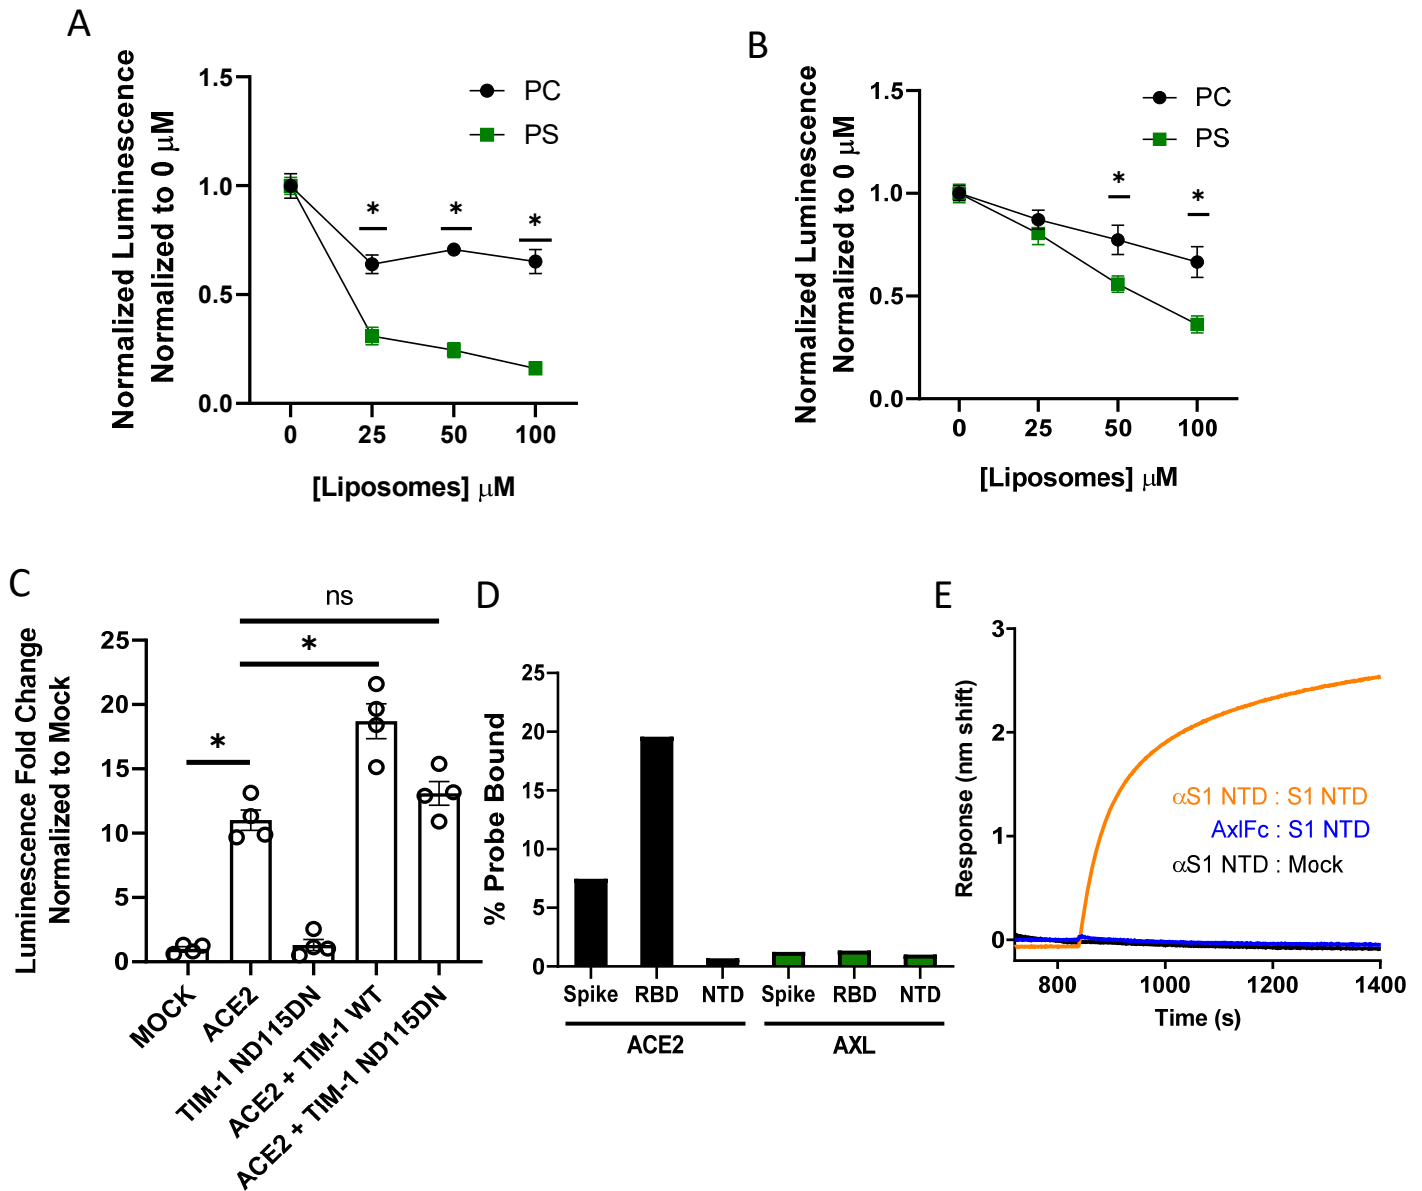 A
Normalized Luminescence
Normalized to 0 μM
1.5
1.0
0.5
0.0
PC
PS
*
*
*
0 25 50 100
[Liposomes] μM
B
Normalized Luminescence
Normalized to 0 μM
1.5
1.0
0.5
0.0
PC
PS
*
*
0 25 50 100
[Liposomes] μM
C
Luminescence Fold Change
Normalized to Mock
25
20
15
10
5
0
ns
*
*
MOCK
ACE2
TIM-1 ND115DN
ACE2 + TIM-1 WT
ACE2 + TIM-1 ND115DN
D
% Probe Bound
25
20
15
10
5
0
Spike RBD NTD Spike RBD NTD
ACE2 AXL
E
Response (nm shift)
3
2
1
0
αS1 NTD : S1 NTD
AxlFc : S1 NTD
αS1 NTD : Mock
800 1000 1200 1400
Time (s)